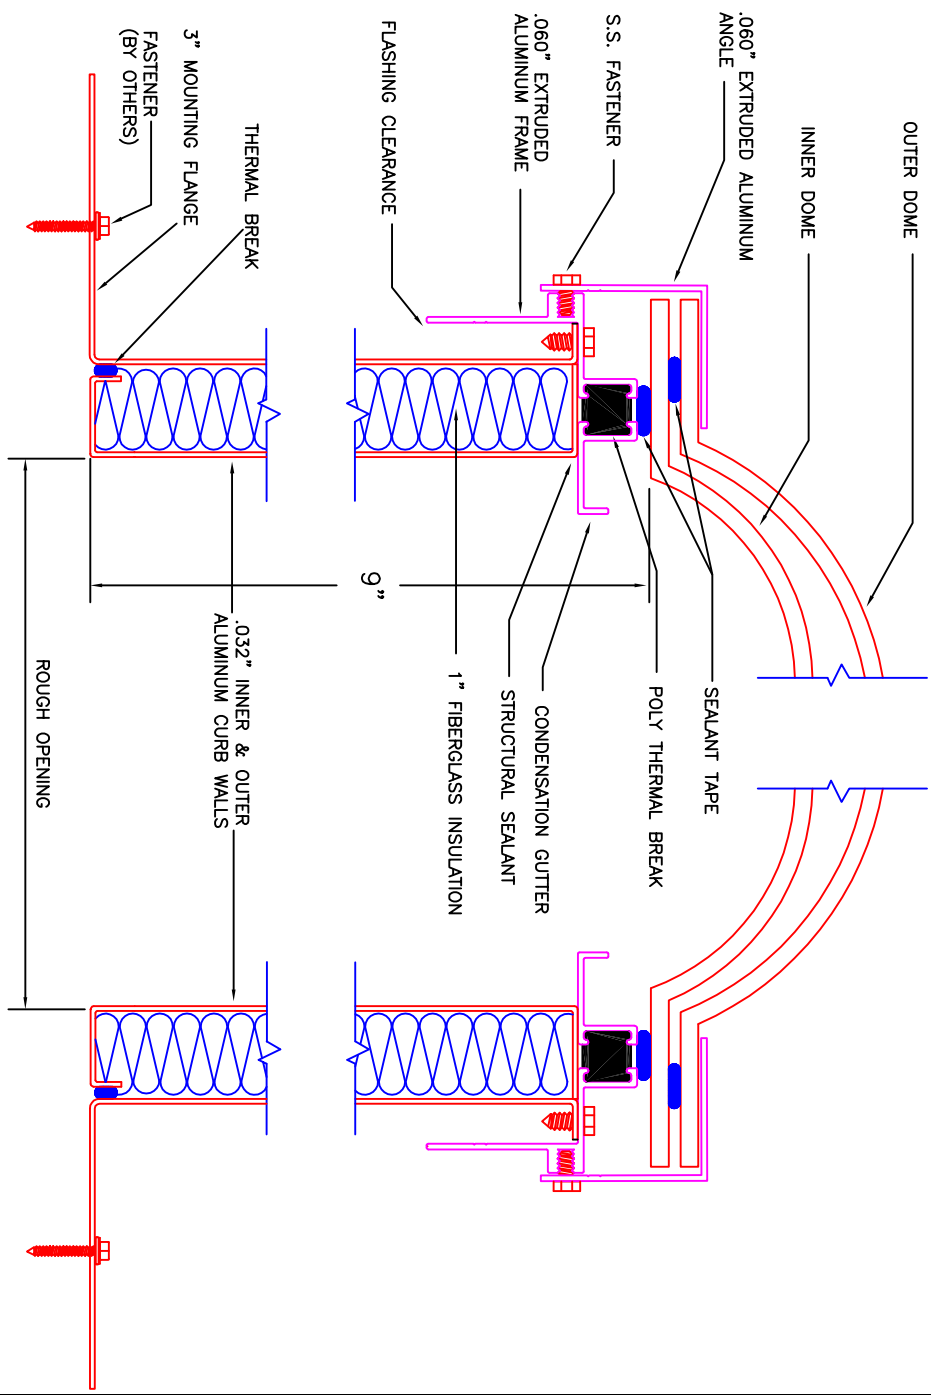 OUTER DOME
INNER DOME
.060" EXTRUDED ALUMINUM
ANGLE
S.S. FASTENER
.060" EXTRUDED
ALUMINUM FRAME
FLASHING CLEARANCE
THERMAL BREAK
3" MOUNTING FLANGE
FASTENER
(BY OTHERS)
SEALANT TAPE
POLY THERMAL BREAK
CONDENSATION GUTTER
STRUCTURAL SEALANT
1" FIBERGLASS INSULATION
9"
.032" INNER & OUTER
ALUMINUM CURB WALLS
ROUGH OPENING